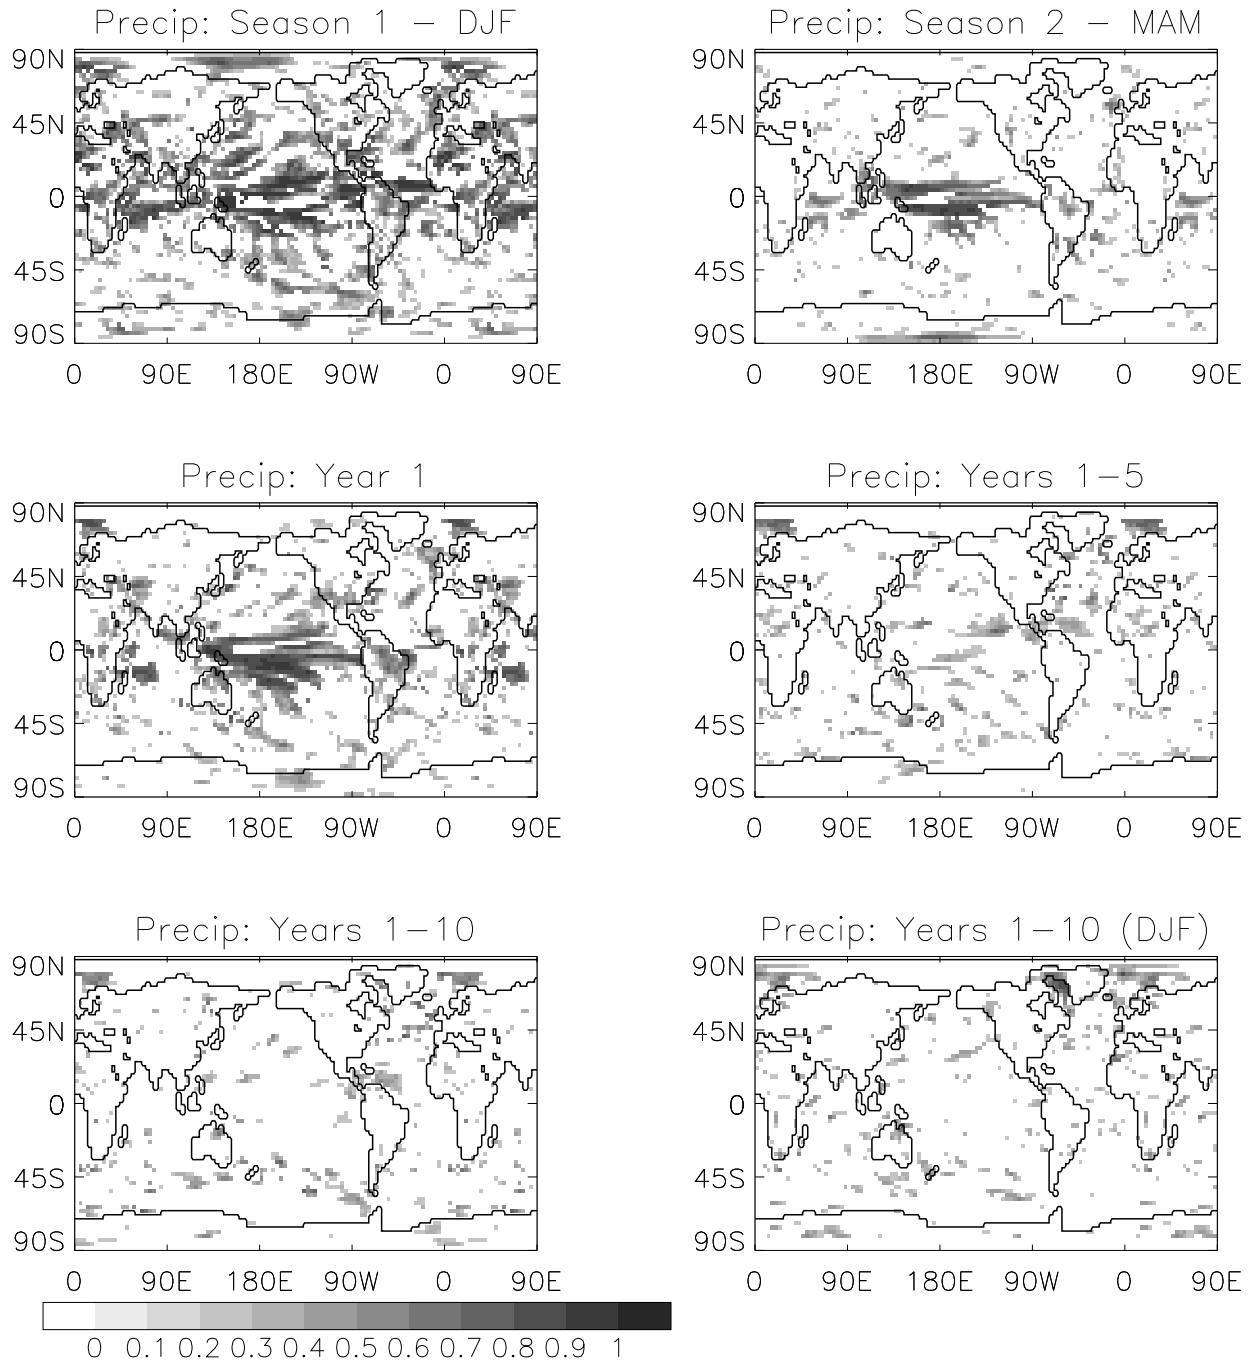 Precip: Season 1 - DJF
90N
45N
0
45S
90S
0 90E 180E 90W 0 90E
Precip: Season 2 - MAM
90N
45N
0
45S
90S
0 90E 180E 90W 0 90E
Precip: Year 1
90N
45N
0
45S
90S
0 90E 180E 90W 0 90E
Precip: Years 1-5
90N
45N
0
45S
90S
0 90E 180E 90W 0 90E
Precip: Years 1-10
90N
45N
0
45S
90S
0 90E 180E 90W 0 90E
Precip: Years 1-10 (DJF)
90N
45N
0
45S
90S
0 90E 180E 90W 0 90E
0 0.1 0.2 0.3 0.4 0.5 0.6 0.7 0.8 0.9 1